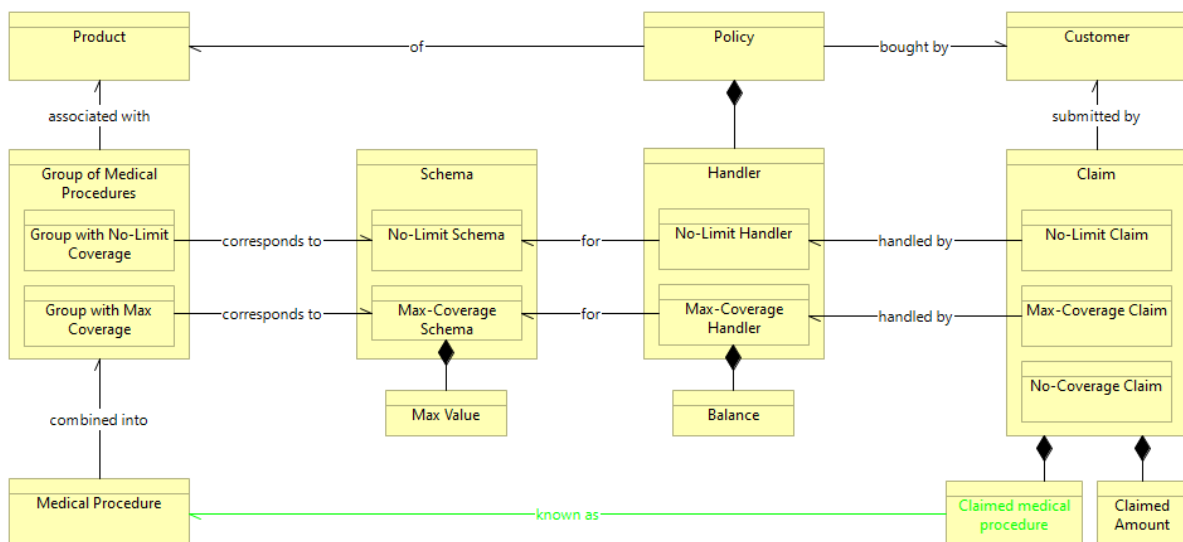 Product
of
Policy
bought by
Customer
associated with
submitted by
Group of Medical
Procedures
Schema
Handler
Claim
Group with No-Limit
Coverage
corresponds to
No-Limit Schema
for
No-Limit Handler
handled by
No-Limit Claim
Group with Max
Coverage
corresponds to
Max-Coverage
Schema
for
Max-Coverage
Handler
handled by
Max-Coverage Claim
No-Coverage Claim
Max Value
Balance
combined into
Medical Procedure
known as
Claimed medical
procedure
Claimed
Amount